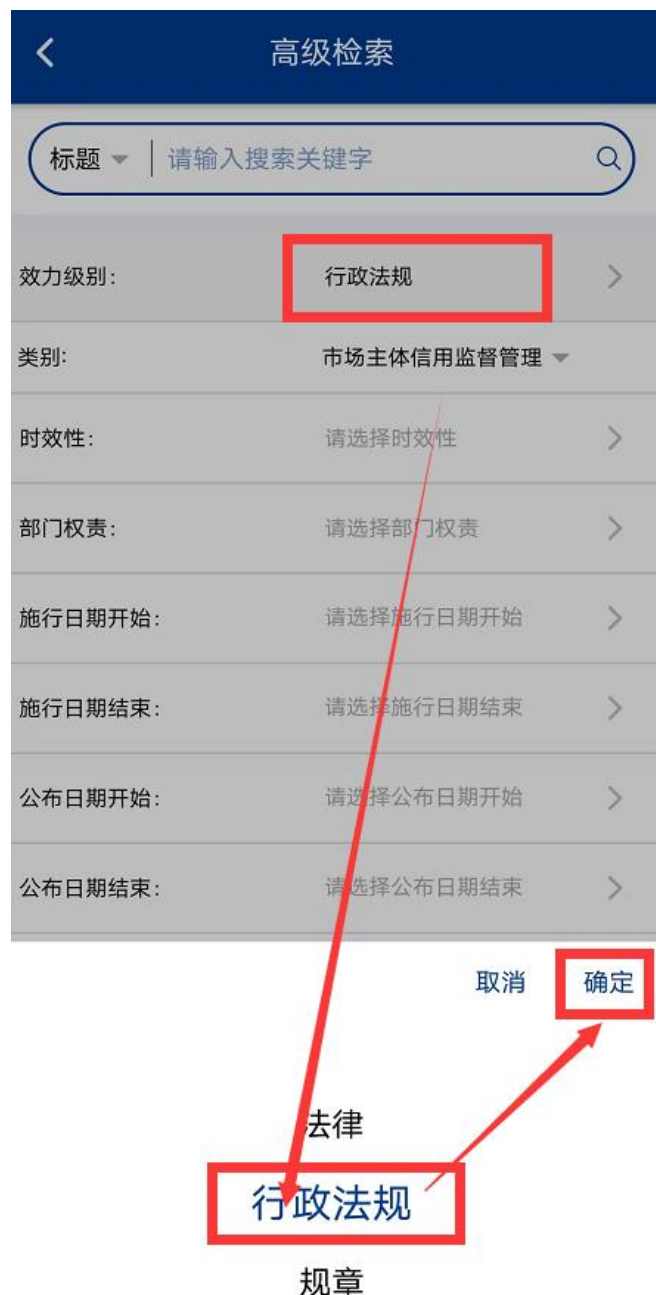 高级检索
标题 请输入搜索关键字
效力级别: 行政法规
类别: 市场主体信用监督管理
时效性: 请选择时效性
部门权责: 请选择部门权责
施行日期开始: 请选择施行日期开始
施行日期结束: 请选择施行日期结束
公布日期开始: 请选择公布日期开始
公布日期结束: 请选择公布日期结束
取消 确定
法律
行政法规
规章